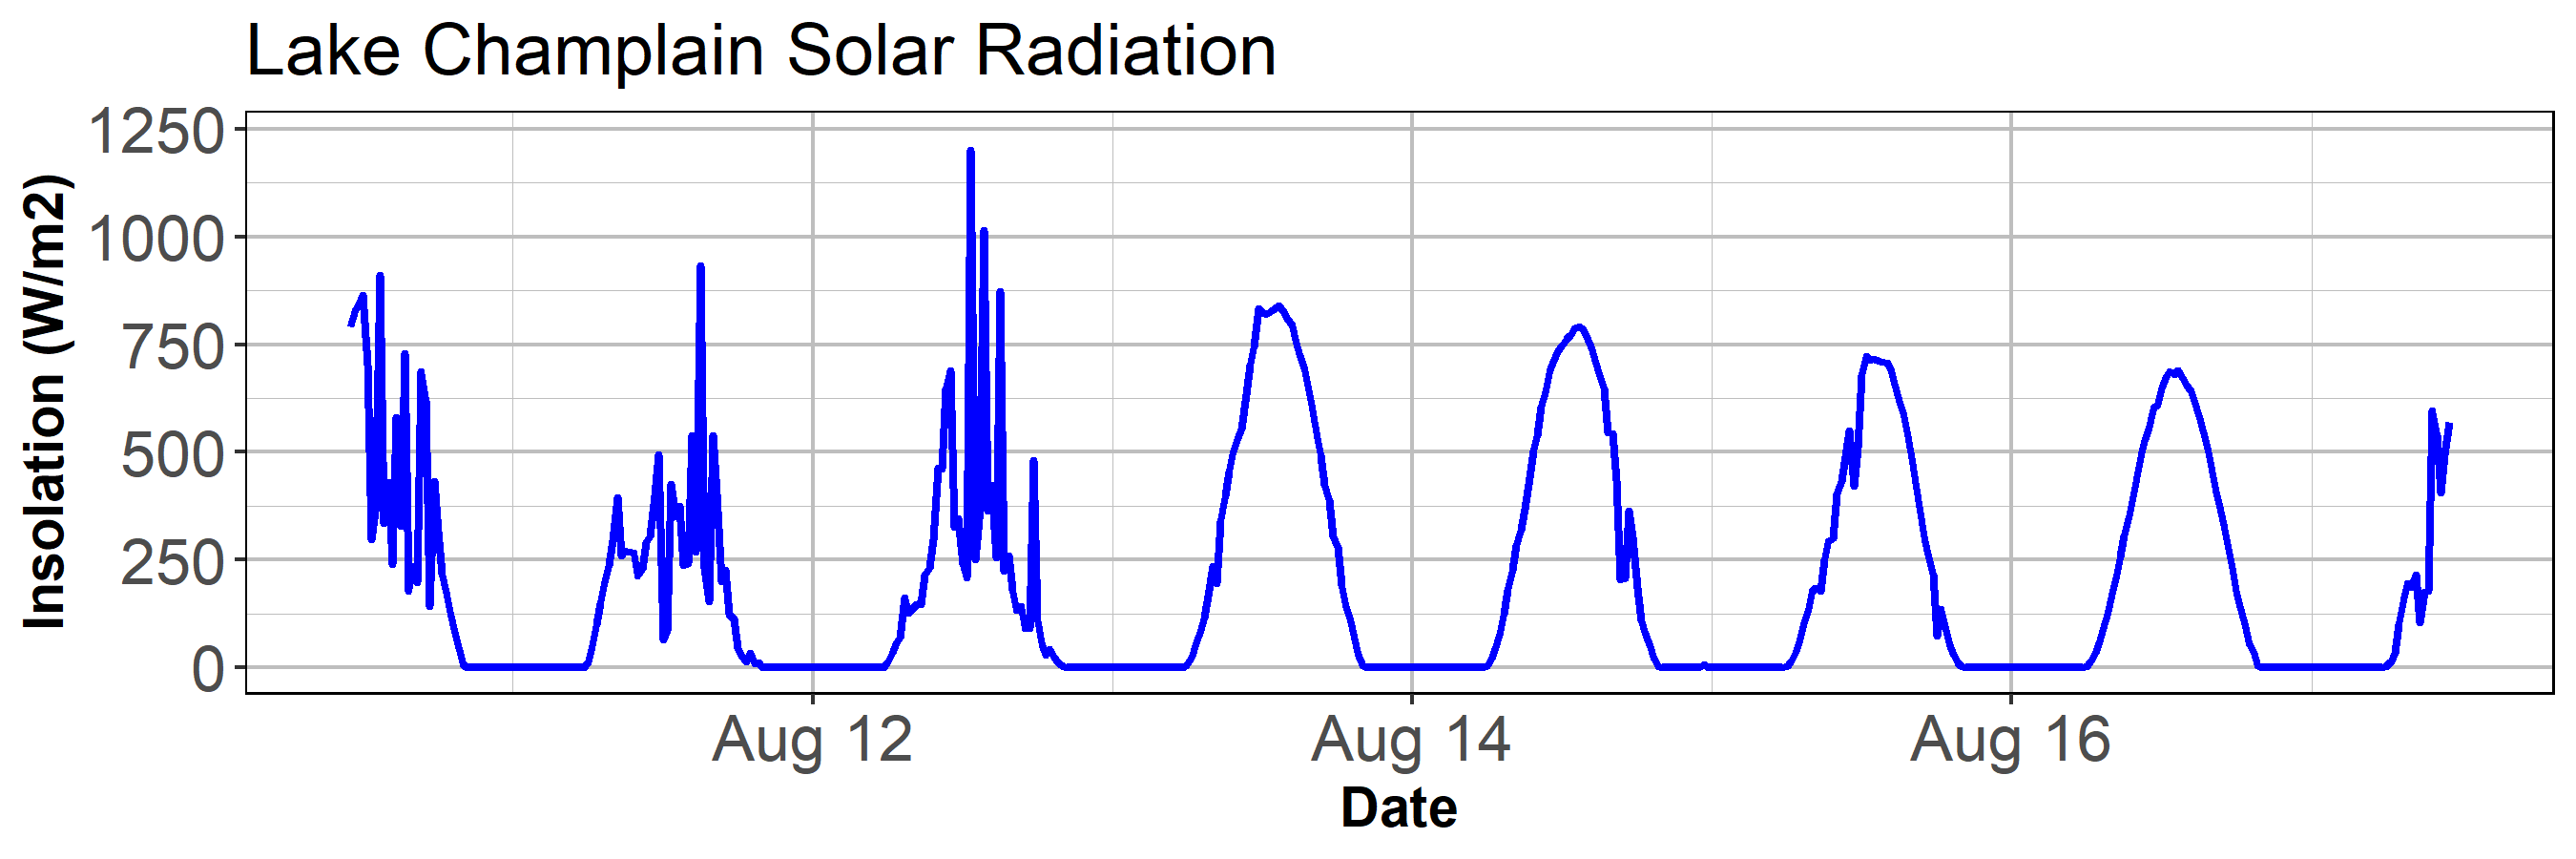 Lake Champlain Solar Radiation
Insolation (W/m2)
1250
1000
750
500
250
0
Aug 12 Aug 14 Aug 16
Date